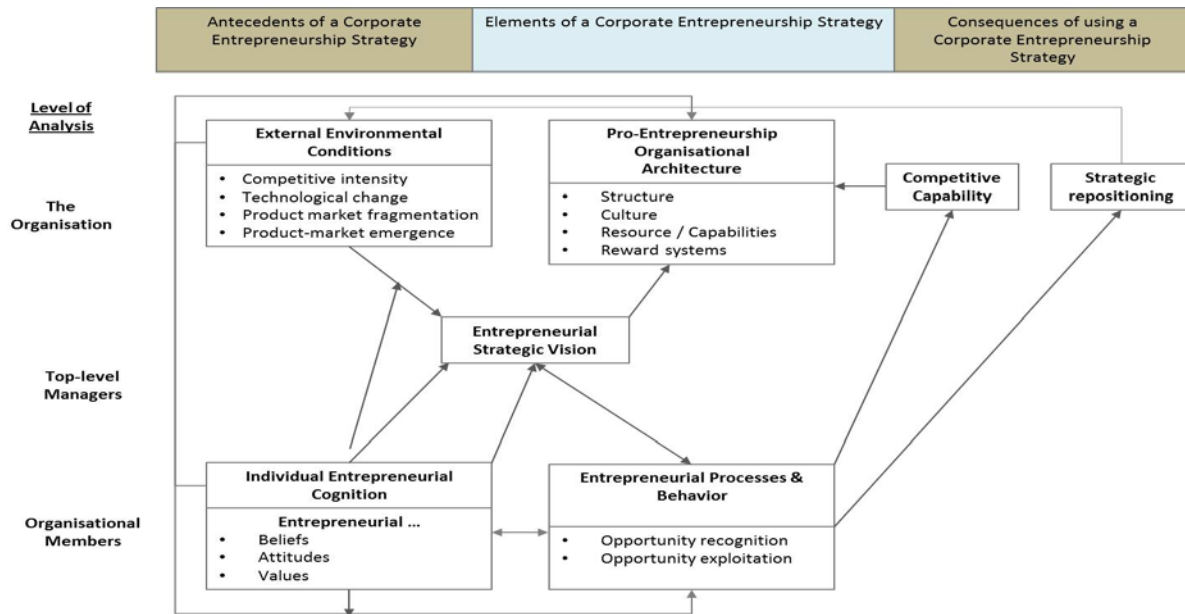 Antecedents of a Corporate
Entrepreneurship Strategy
Elements of a Corporate Entrepreneurship Strategy
Consequences of using a
Corporate Entrepreneurship
Strategy
Level of
Analysis
The
Organisation
Top-level
Managers
Organisational
Members
External Environmental
Conditions
• Competitive intensity
• Technological change
• Product market fragmentation
• Product-market emergence
Pro-Entrepreneurship
Organisational
Architecture
• Structure
• Culture
• Resource / Capabilities
• Reward systems
Competitive
Capability
Strategic
repositioning
Entrepreneurial
Strategic Vision
Individual Entrepreneurial
Cognition
Entrepreneurial ...
• Beliefs
• Attitudes
• Values
Entrepreneurial Processes &
Behavior
• Opportunity recognition
• Opportunity exploitation